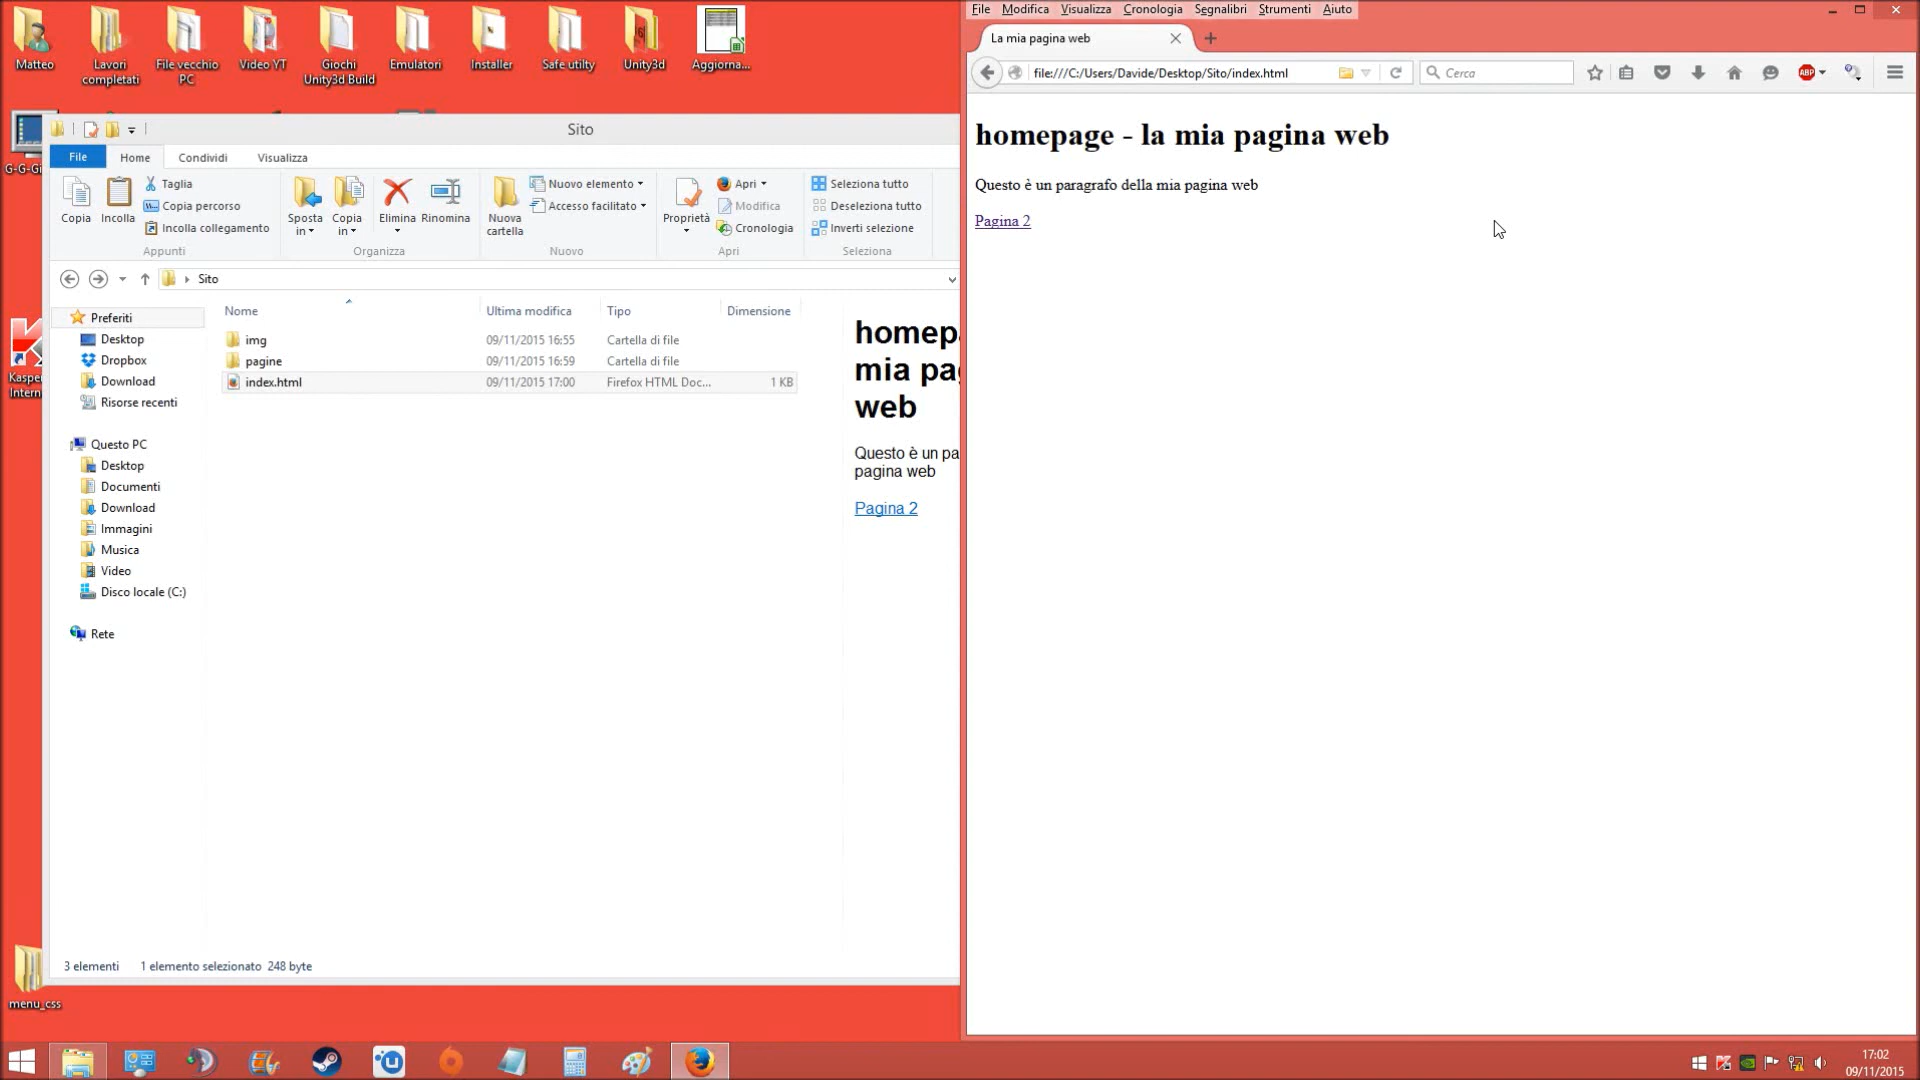 Matteo
Lavori completati
File vecchio PC
Video YT
Giochi Unity3d Build
Emulatori
Installer
Safe utilty
Unity3d
Aggiorna...
Sito
File
Home
Condividi
Visualizza
Copia
Incolla
Taglia
Copia percorso
Incolla collegamento
Appunti
Sposta in
Copia in
Elimina
Rinomina
Organizza
Nuova cartella
Nuovo elemento
Accesso facilitato
Nuovo
Proprietà
Apri
Modifica
Cronologia
Apri
Seleziona tutto
Deseleziona tutto
Inverti selezione
Seleziona
Sito
Preferiti
Desktop
Dropbox
Download
Risorse recenti
Questo PC
Desktop
Documenti
Download
Immagini
Musica
Video
Disco locale (C:)
Rete
Nome Ultima modifica Tipo Dimensione
img 09/11/2015 16:55 Cartella di file
pagine 09/11/2015 16:59 Cartella di file
index.html 09/11/2015 17:00 Firefox HTML Doc... 1 KB
homep
mia pa
web
Questo è un pa
pagina web
Pagina 2
3 elementi 1 elemento selezionato 248 byte
G-G-Gi
Kasper
Intern
menu_css
File Modifica Visualizza Cronologia Segnalibri Strumenti Aiuto
La mia pagina web
file:///C:/Users/Davide/Desktop/Sito/index.html
Cerca
ABP
homepage - la mia pagina web
Questo è un paragrafo della mia pagina web
Pagina 2
17:02
09/11/2015